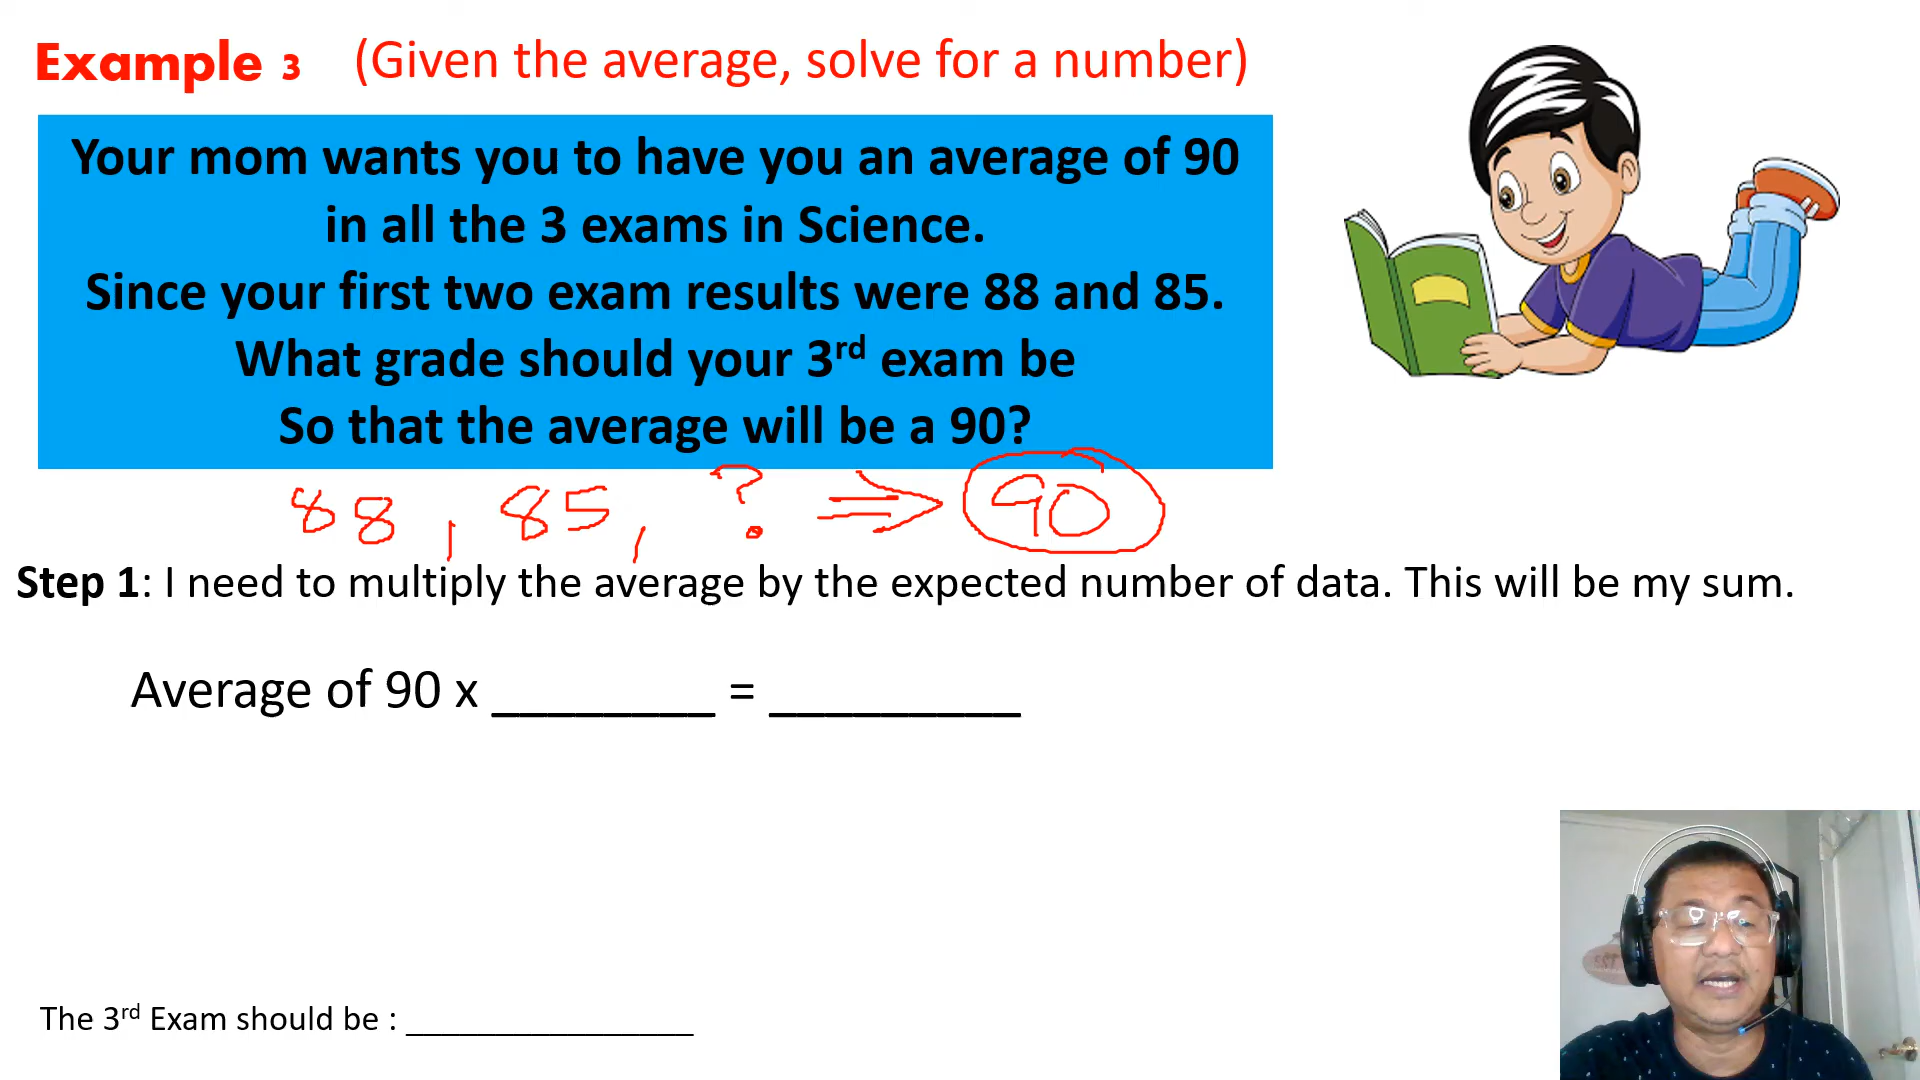 Example 3 (Given the average, solve for a number)
Your mom wants you to have you an average of 90
in all the 3 exams in Science.
Since your first two exam results were 88 and 85.
What grade should your 3rd exam be
So that the average will be a 90?
88, 85, ? ⇒ 90
Step 1: I need to multiply the average by the expected number of data. This will be my sum.
Average of 90 x ________ = _________
The 3rd Exam should be : ________________